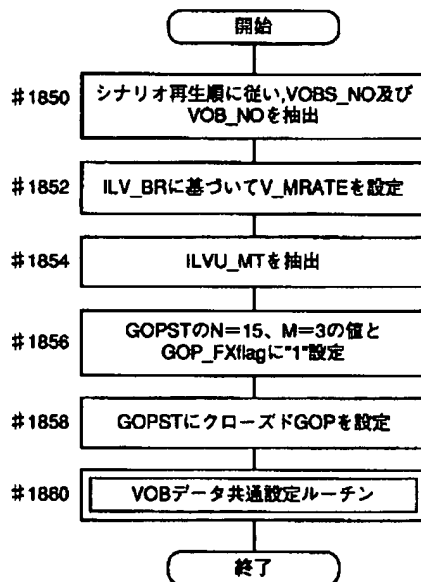 開始
#1850
シナリオ再生順に従い,VOBS_NO及び
VOB_NOを抽出
#1852
ILV_BRに基づいてV_MRATEを設定
#1854
ILVU_MTを抽出
#1856
GOPSTのN=15、M=3の値と
GOP_FXflagに"1"設定
#1858
GOPSTにクローズドGOPを設定
#1860
VOBデータ共通設定ルーチン
終了